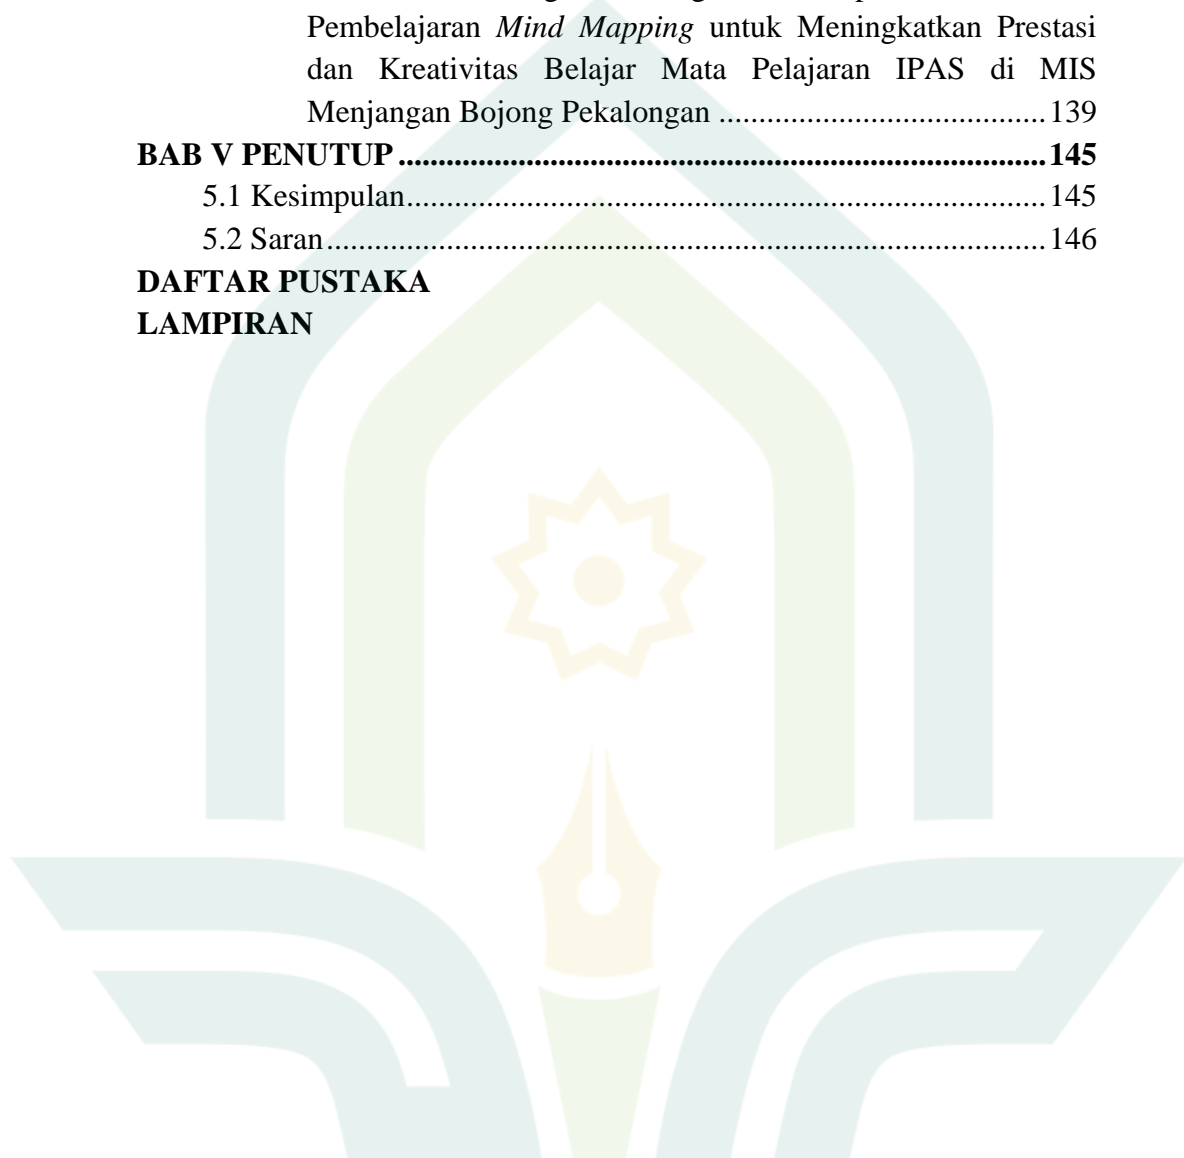 Pembelajaran Mind Mapping untuk Meningkatkan Prestasi
dan Kreativitas Belajar Mata Pelajaran IPAS di MIS
Menjangan Bojong Pekalongan ......................................... 139
BAB V PENUTUP ................................................................................. 145
5.1 Kesimpulan ................................................................................ 145
5.2 Saran .......................................................................................... 146
DAFTAR PUSTAKA
LAMPIRAN